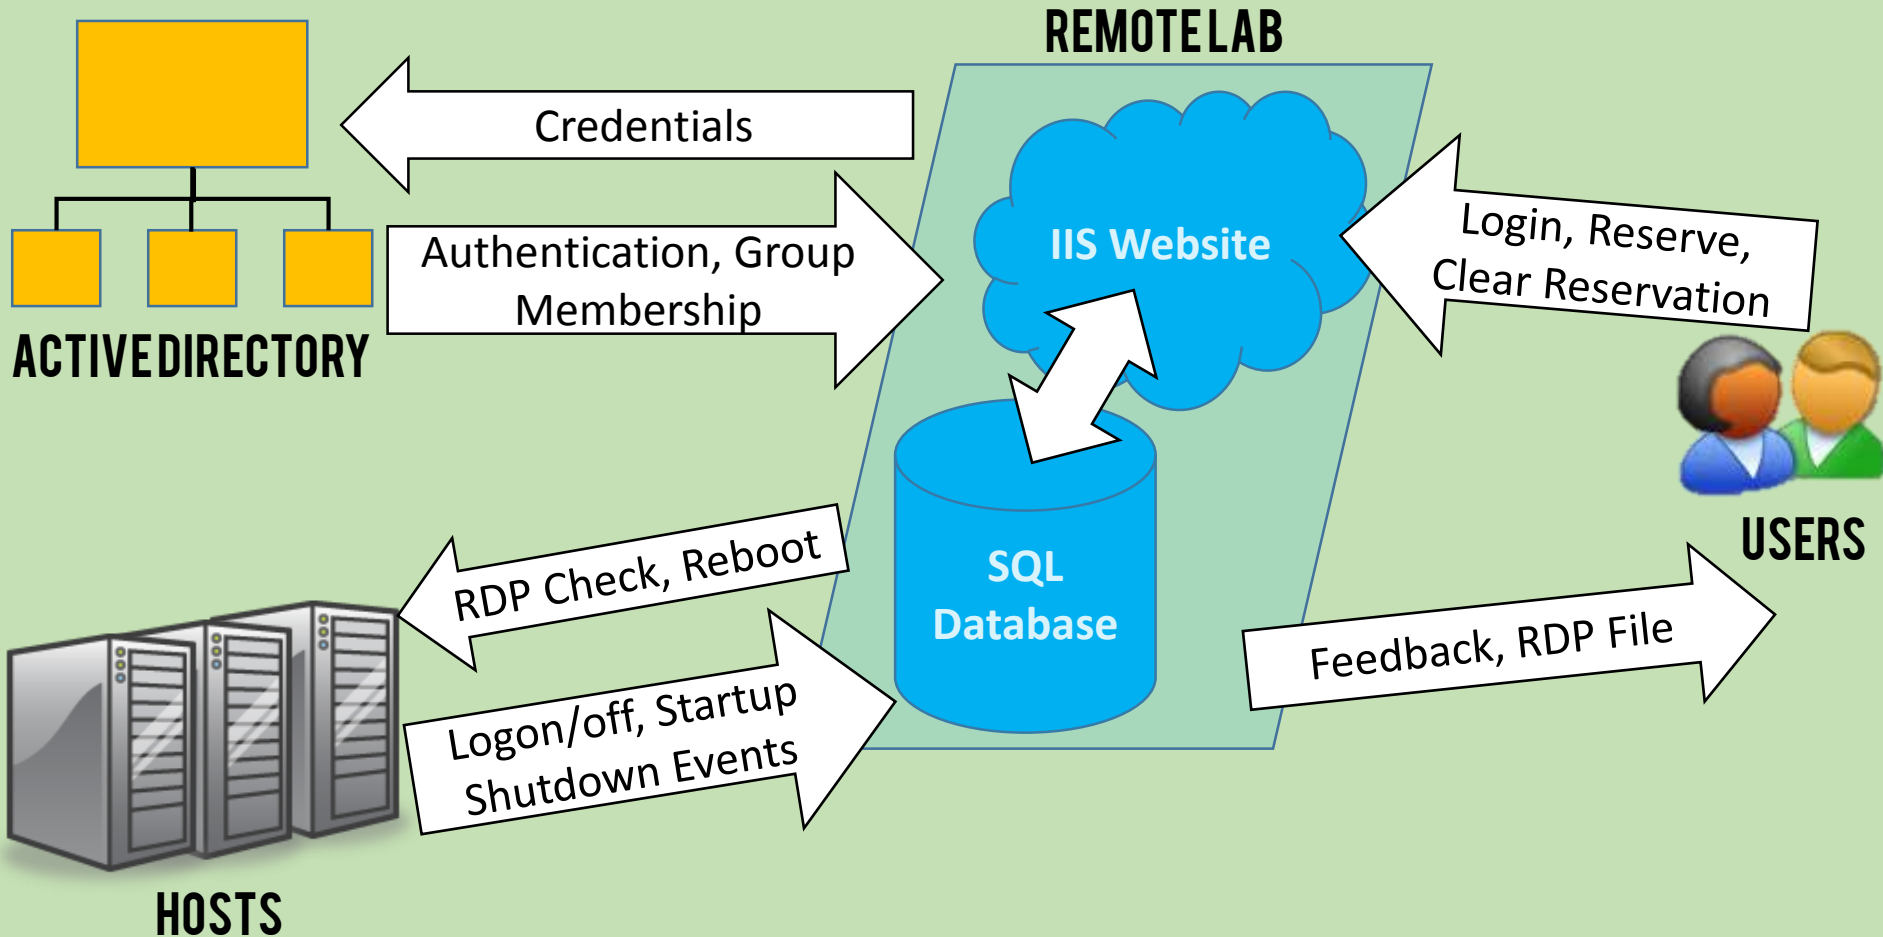 REMOTE LAB
Credentials
Authentication, Group
Membership
ACTIVE DIRECTORY
IIS Website
Login, Reserve,
Clear Reservation
USERS
SQL
Database
RDP Check, Reboot
Logon/off, Startup
Shutdown Events
Feedback, RDP File
HOSTS